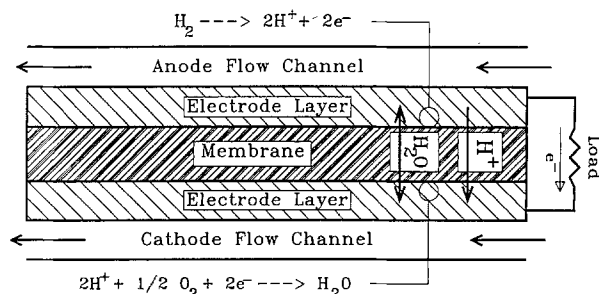 H₂ ---> 2H⁺ + 2e⁻
Anode Flow Channel
Electrode Layer
Membrane
H₂O
H⁺
Load
e⁻
Electrode Layer
Cathode Flow Channel
2H⁺ + 1/2 O₂ + 2e⁻ ---> H₂O